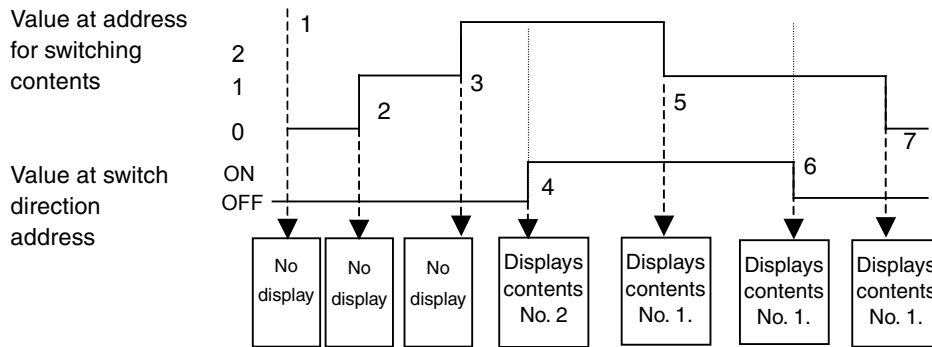 Value at address
for switching
contents
1
2
1
0
2
3
5
7
Value at switch
direction
address
ON
OFF
4
6
No
display
No
display
No
display
Displays
contents
No. 2
Displays
contents
No. 1.
Displays
contents
No. 1.
Displays
contents
No. 1.